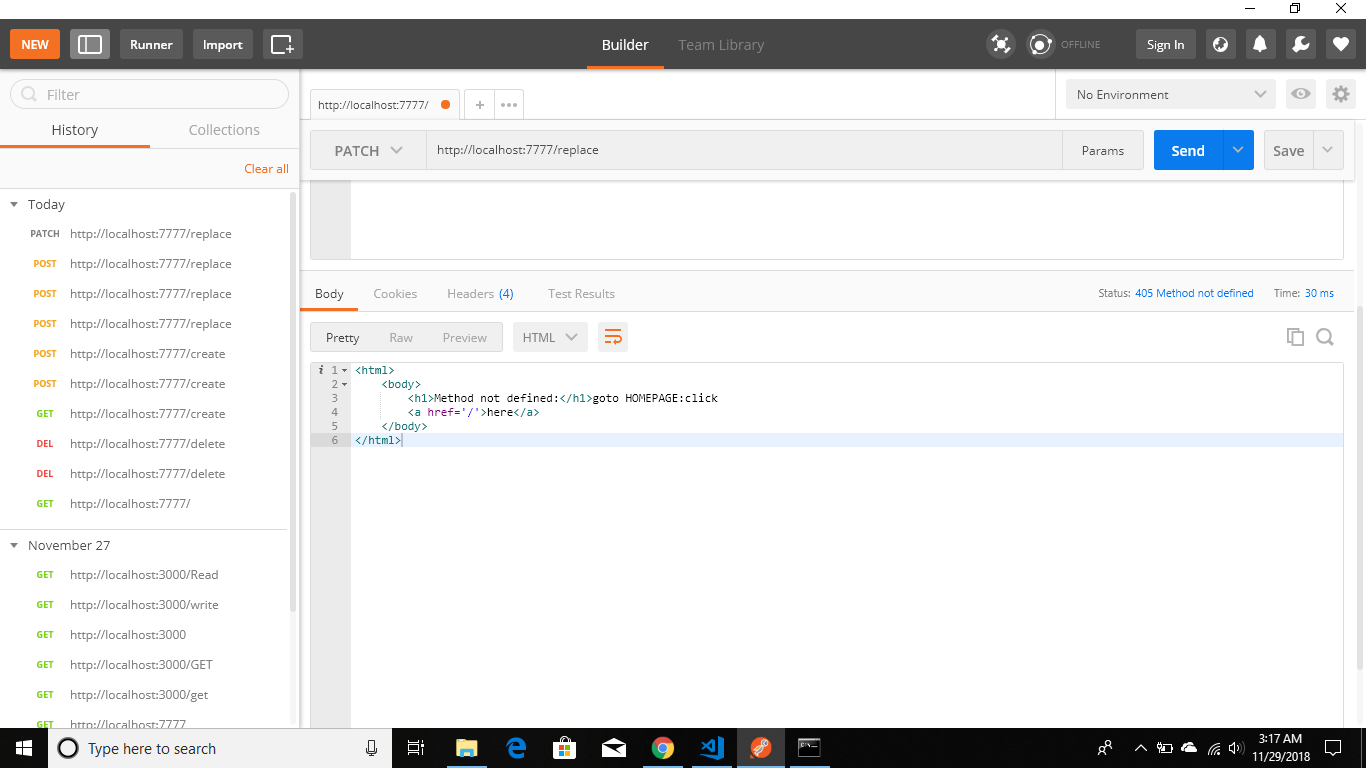 NEW
Runner
Import
Builder
Team Library
OFFLINE
Sign In
Filter
History
Collections
Clear all
Today
PATCH http://localhost:7777/replace
POST http://localhost:7777/replace
POST http://localhost:7777/replace
POST http://localhost:7777/replace
POST http://localhost:7777/create
POST http://localhost:7777/create
GET http://localhost:7777/create
DEL http://localhost:7777/delete
DEL http://localhost:7777/delete
GET http://localhost:7777/
November 27
GET http://localhost:3000/Read
GET http://localhost:3000/write
GET http://localhost:3000
GET http://localhost:3000/GET
GET http://localhost:3000/get
GET http://localhost:7777
http://localhost:7777/
No Environment
PATCH
http://localhost:7777/replace
Params
Send
Save
Body
Cookies
Headers (4)
Test Results
Status: 405 Method not defined
Time: 30 ms
Pretty
Raw
Preview
HTML
i 1 <html>
2 <body>
3 <h1>Method not defined:</h1>goto HOMEPAGE:click
4 <a href='/'>here</a>
5 </body>
6 </html>
Type here to search
3:17 AM
11/29/2018